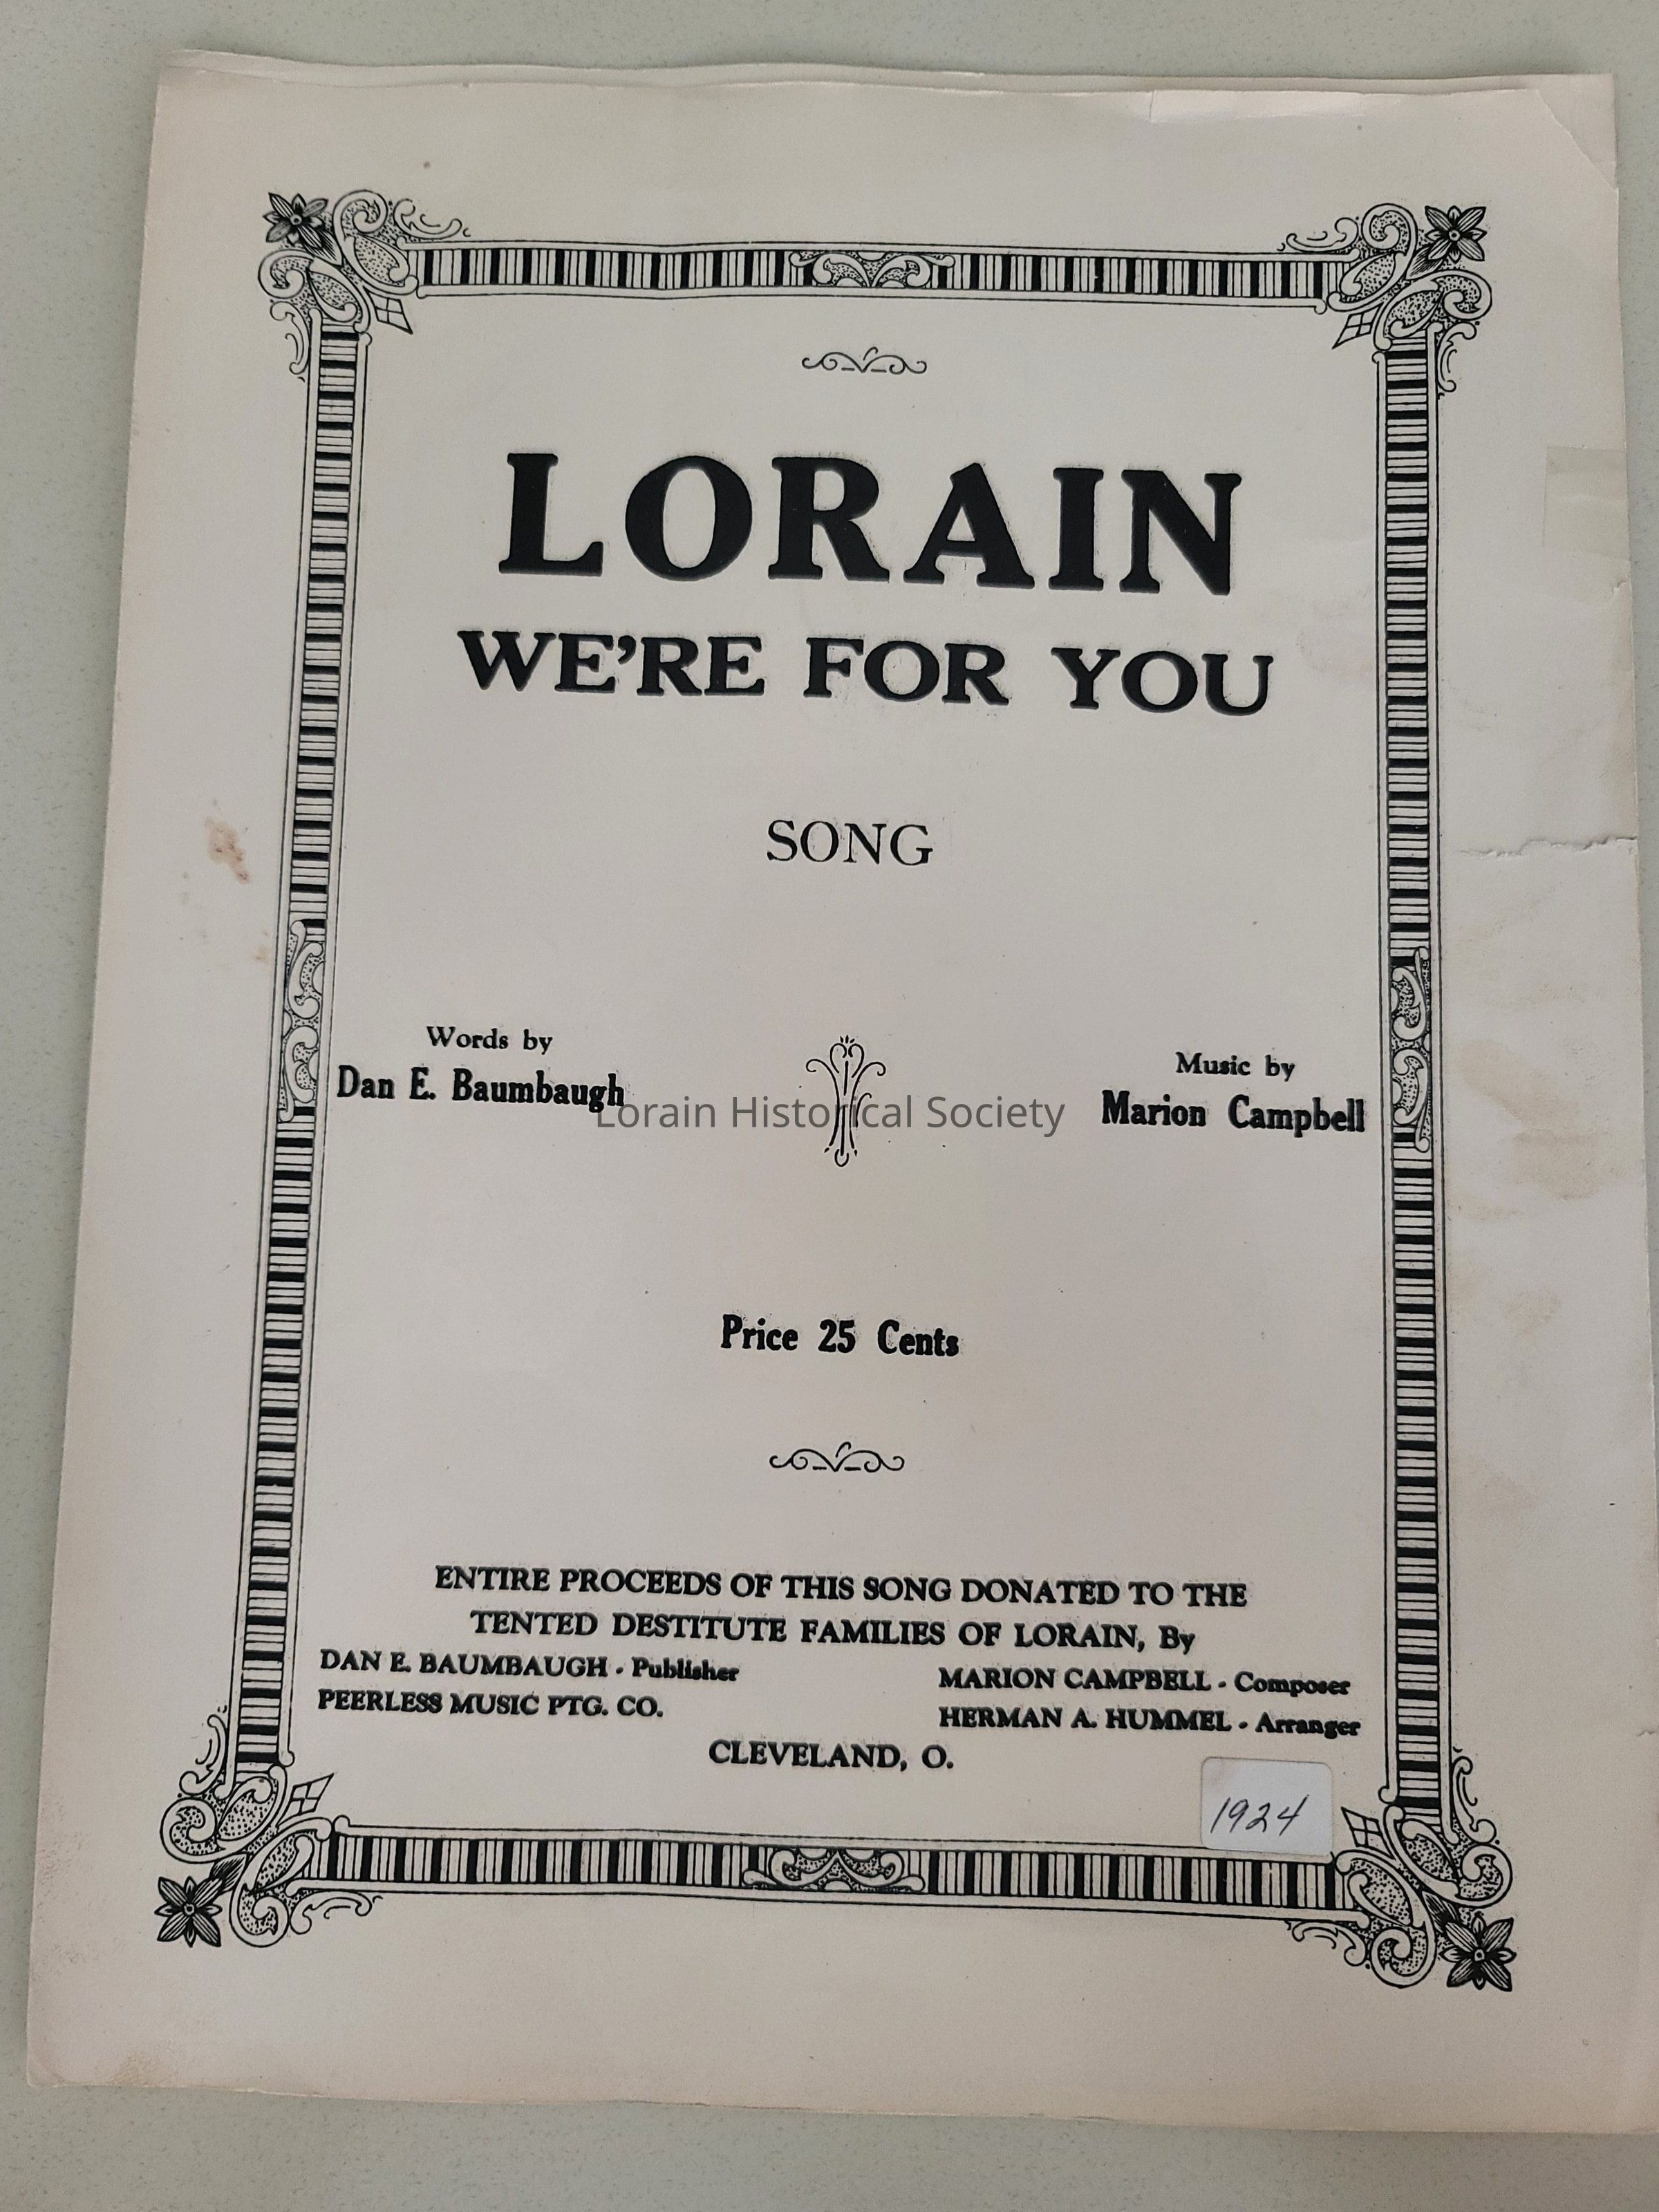 LORAIN
WE'RE FOR YOU
SONG
Words by
Dan E. Baumbaugh
Music by
Marion Campbell
Lorain Historical Society
Price 25 Cents
ENTIRE PROCEEDS OF THIS SONG DONATED TO THE
TENTED DESTITUTE FAMILIES OF LORAIN, By
DAN E. BAUMBAUGH - Publisher
PEERLESS MUSIC PTG. CO.
MARION CAMPBELL - Composer
HERMAN A. HUMMEL - Arranger
CLEVELAND, O.
1924